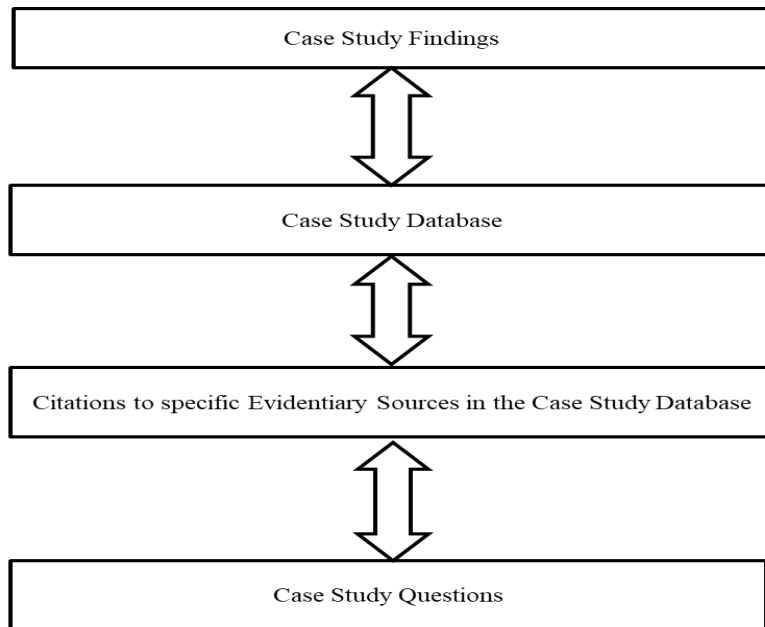 Case Study Findings
Case Study Database
Citations to specific Evidentiary Sources in the Case Study Database
Case Study Questions